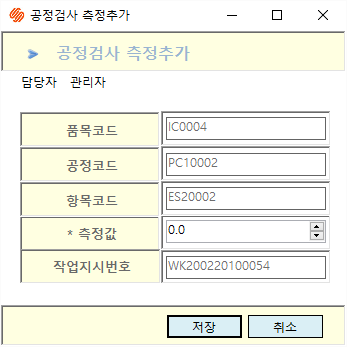 공정검사 측정추가
공정검사 측정추가
담당자 관리자
품목코드 IC0004
공정코드 PC10002
항목코드 ES20002
* 측정값 0.0
작업지시번호 WK200220100054
저장 취소